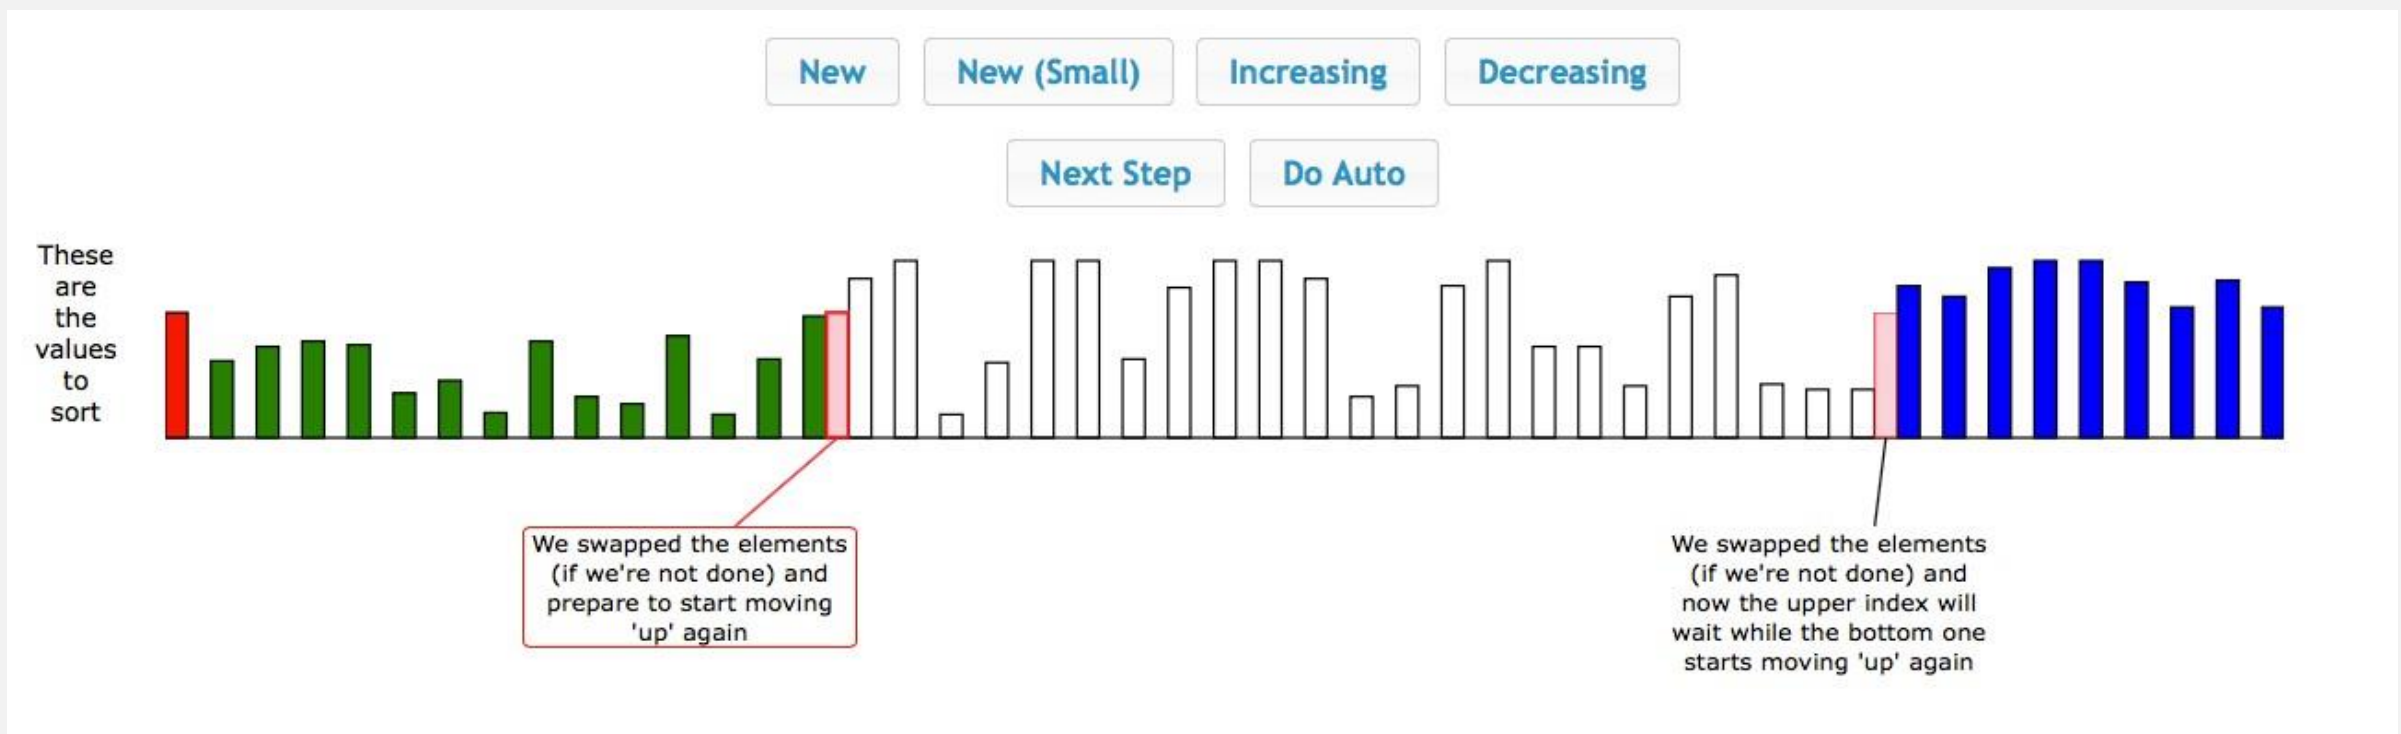 New New (Small) Increasing Decreasing
Next Step Do Auto
These
are
the
values
to
sort
We swapped the elements
(if we're not done) and
prepare to start moving
'up' again
We swapped the elements
(if we're not done) and
now the upper index will
wait while the bottom one
starts moving 'up' again